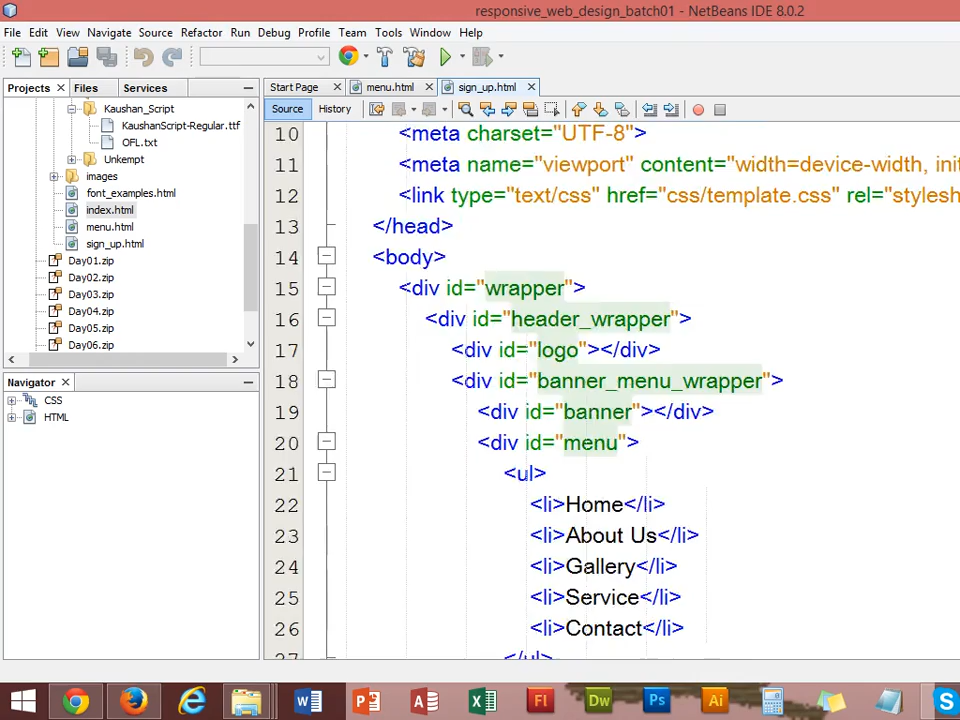 responsive_web_design_batch01 - NetBeans IDE 8.0.2
File Edit View Navigate Source Refactor Run Debug Profile Team Tools Window Help
Projects Files Services
Start Page menu.html sign_up.html
Source History
Kaushan_Script
KaushanScript-Regular.ttf
OFL.txt
Unkempt
images
font_examples.html
index.html
menu.html
sign_up.html
Day01.zip
Day02.zip
Day03.zip
Day04.zip
Day05.zip
Day06.zip
Navigator
CSS
HTML
10 <meta charset="UTF-8">
11 <meta name="viewport" content="width=device-width, init
12 <link type="text/css" href="css/template.css" rel="stylesh
13 </head>
14 <body>
15 <div id="wrapper">
16 <div id="header_wrapper">
17 <div id="logo"></div>
18 <div id="banner_menu_wrapper">
19 <div id="banner"></div>
20 <div id="menu">
21 <ul>
22 <li>Home</li>
23 <li>About Us</li>
24 <li>Gallery</li>
25 <li>Service</li>
26 <li>Contact</li>
27 </ul>
Fl Dw Ps Ai